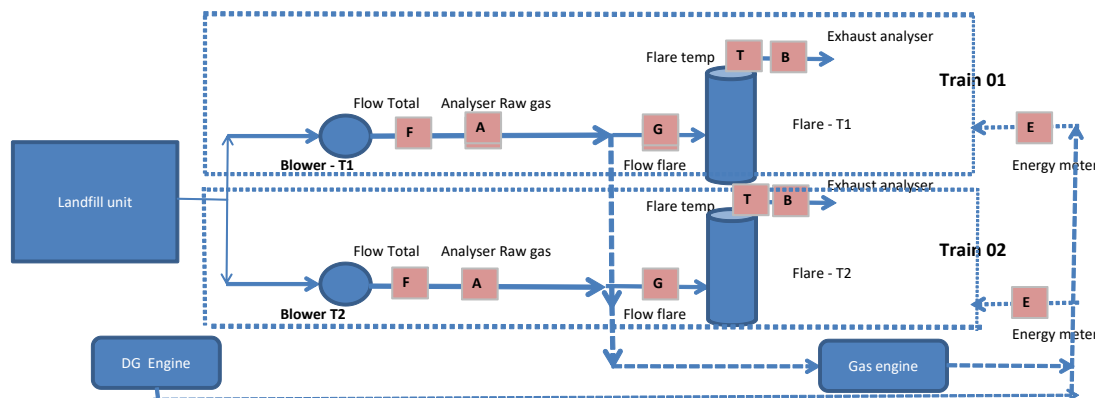 Exhaust analyser
Flare temp
T
B
Train 01
Flow Total
Analyser Raw gas
F
A
G
Flare - T1
E
Blower - T1
Flow flare
Energy meter
Landfill unit
Exhaust analyser
Flare temp
T
B
Train 02
Flow Total
Analyser Raw gas
F
A
G
Flare - T2
E
Blower T2
Flow flare
Energy meter
DG Engine
Gas engine